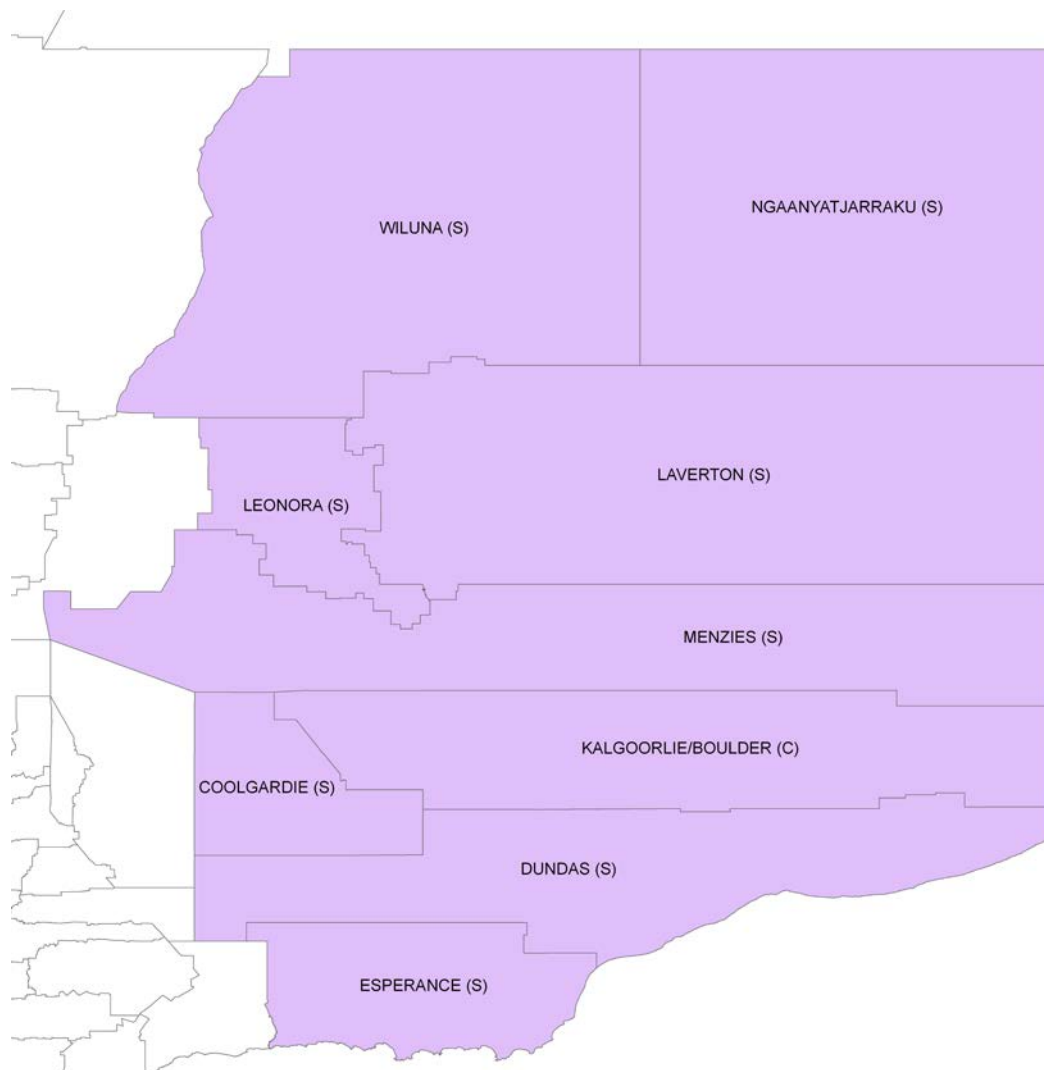 NGAANYATJARRAKU (S)
WILUNA (S)
LAVERTON (S)
LEONORA (S)
MENZIES (S)
KALGOORLIE/BOULDER (C)
COOLGARDIE (S)
DUNDAS (S)
ESPERANCE (S)